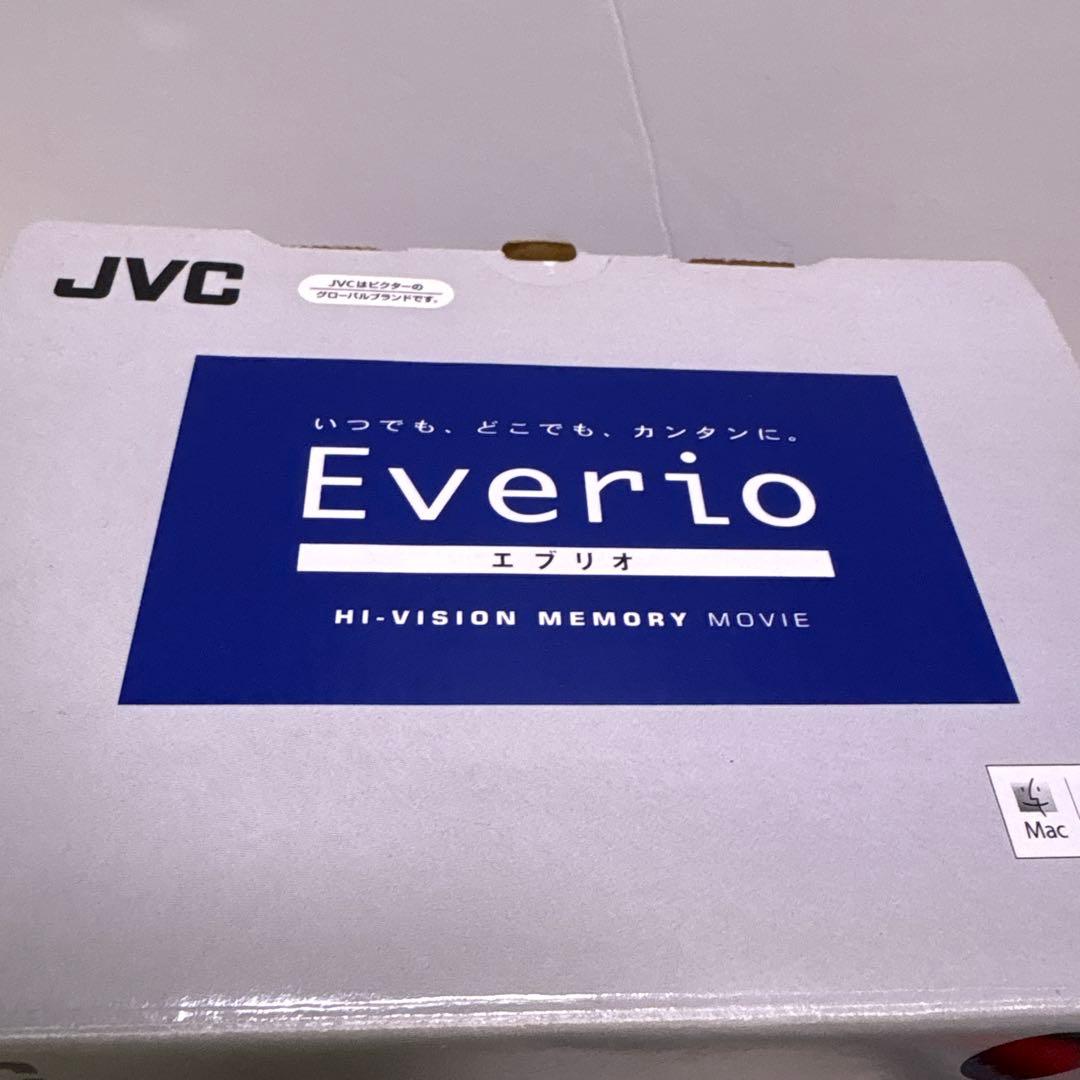 JVC
JVCはビクターの
グローバルブランドです。
いつでも、どこでも、カンタンに。
Everio
エブリオ
HI-VISION MEMORY MOVIE
Mac